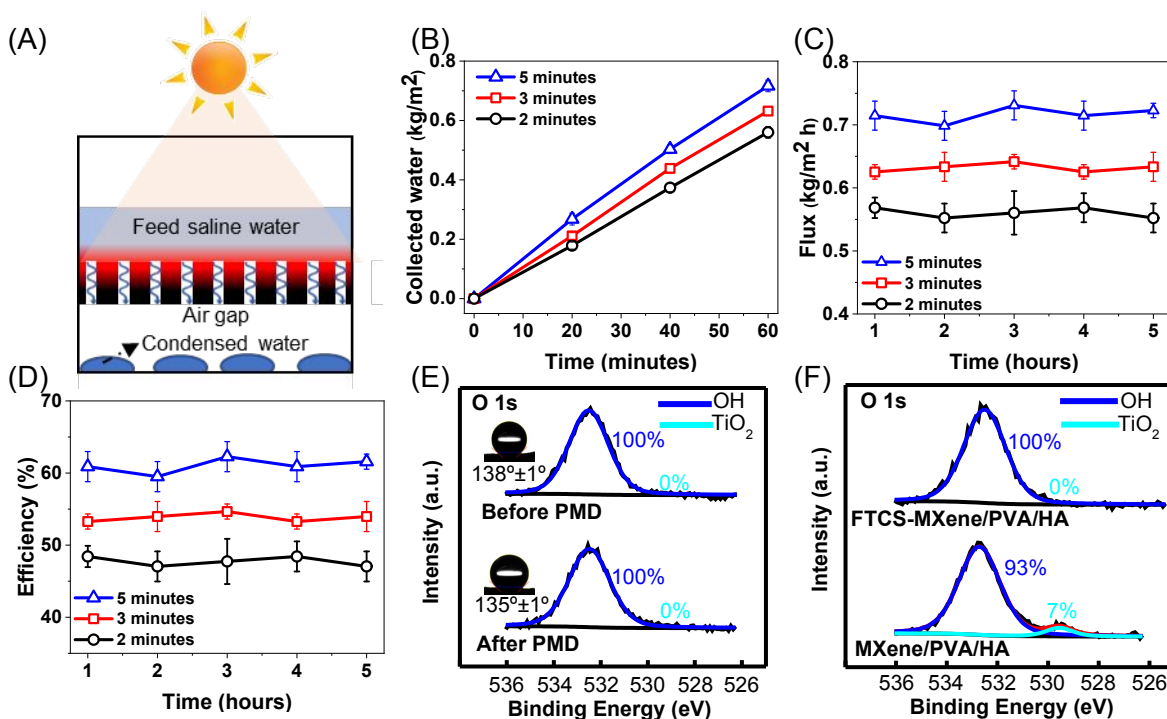 (A)
Feed saline water
Air gap
Condensed water
(B)
Collected water (kg/m²)
0.8
0.6
0.4
0.2
0.0
5 minutes
3 minutes
2 minutes
0 10 20 30 40 50 60
Time (minutes)
(C)
Flux (kg/m² h)
0.8
0.7
0.6
0.5
0.4
5 minutes
3 minutes
2 minutes
1 2 3 4 5
Time (hours)
(D)
Efficiency (%)
70
60
50
40
5 minutes
3 minutes
2 minutes
1 2 3 4 5
Time (hours)
(E)
Intensity (a.u.)
O 1s
OH
TiO₂
100%
138º±1º
0%
Before PMD
100%
135º±1º
0%
After PMD
536 534 532 530 528 526
Binding Energy (eV)
(F)
Intensity (a.u.)
O 1s
OH
TiO₂
100%
0%
FTCS-MXene/PVA/HA
93%
7%
MXene/PVA/HA
536 534 532 530 528 526
Binding Energy (eV)